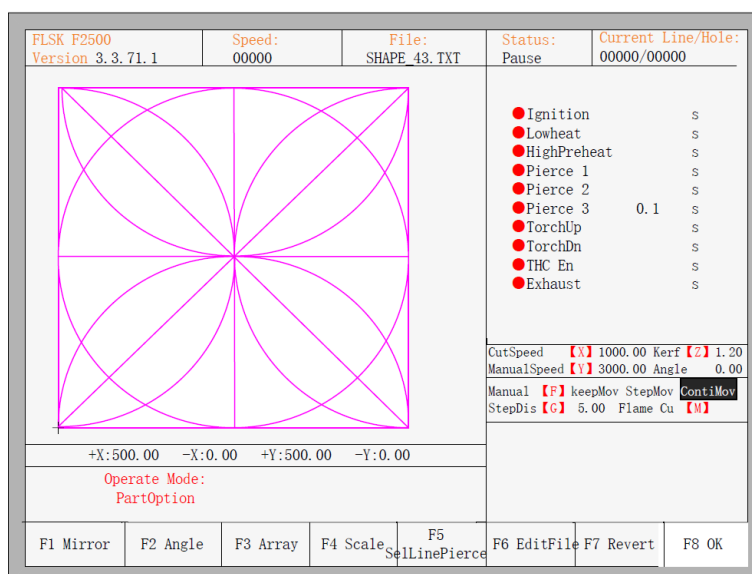 FLSK F2500
Version 3.3.71.1
Speed:
00000
File:
SHAPE_43.TXT
Status:
Pause
Current Line/Hole:
00000/00000
Ignition s
Lowheat s
HighPreheat s
Pierce 1 s
Pierce 2 s
Pierce 3 0.1 s
TorchUp s
TorchDn s
THC En s
Exhaust s
CutSpeed 【X】 1000.00 Kerf 【Z】 1.20
ManualSpeed 【Y】 3000.00 Angle 0.00
Manual 【F】 keepMov StepMov ContiMov
StepDis 【G】 5.00 Flame Cu 【M】
+X:500.00 -X:0.00 +Y:500.00 -Y:0.00
Operate Mode:
PartOption
F1 Mirror
F2 Angle
F3 Array
F4 Scale
F5
SelLinePierce
F6 EditFile
F7 Revert
F8 OK